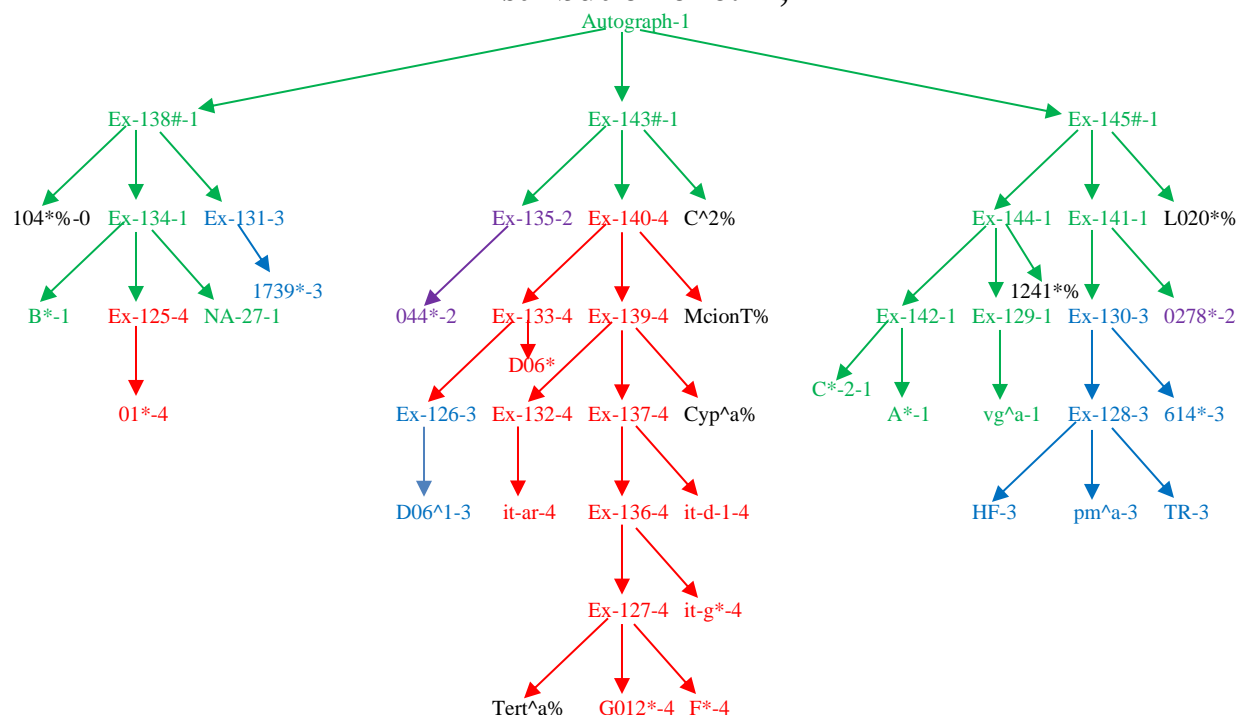 Autograph-1
Ex-138#-1 Ex-143#-1 Ex-145#-1
104*%-0 Ex-134-1 Ex-131-3 Ex-135-2 Ex-140-4 C^2% Ex-144-1 Ex-141-1 L020*%
1739*-3 1241*%
B*-1 Ex-125-4 NA-27-1 044*-2 Ex-133-4 Ex-139-4 McionT% Ex-142-1 Ex-129-1 Ex-130-3 0278*-2
D06*
C*-2-1
01*-4 Ex-126-3 Ex-132-4 Ex-137-4 Cyp^a% A*-1 vg^a-1 Ex-128-3 614*-3
D06^1-3 it-ar-4 Ex-136-4 it-d-1-4 HF-3 pm^a-3 TR-3
Ex-127-4 it-g*-4
Tert^a% G012*-4 F*-4